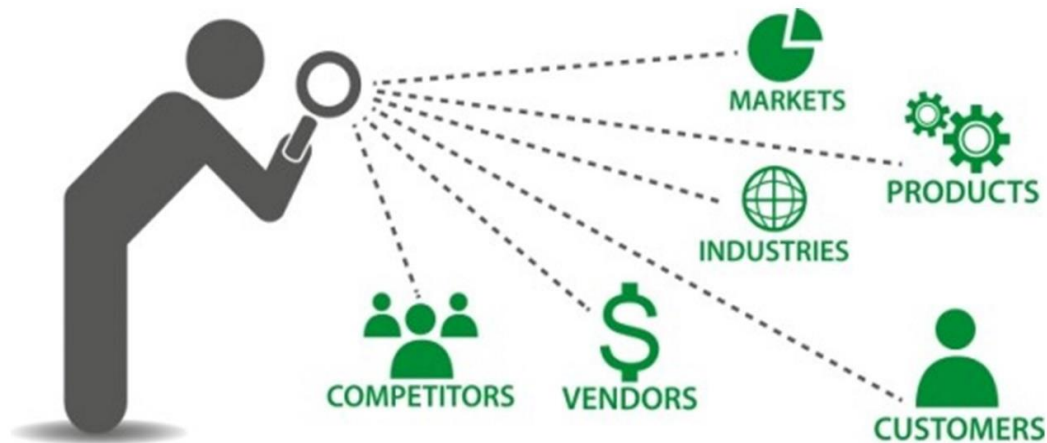 MARKETS
PRODUCTS
INDUSTRIES
COMPETITORS
VENDORS
CUSTOMERS